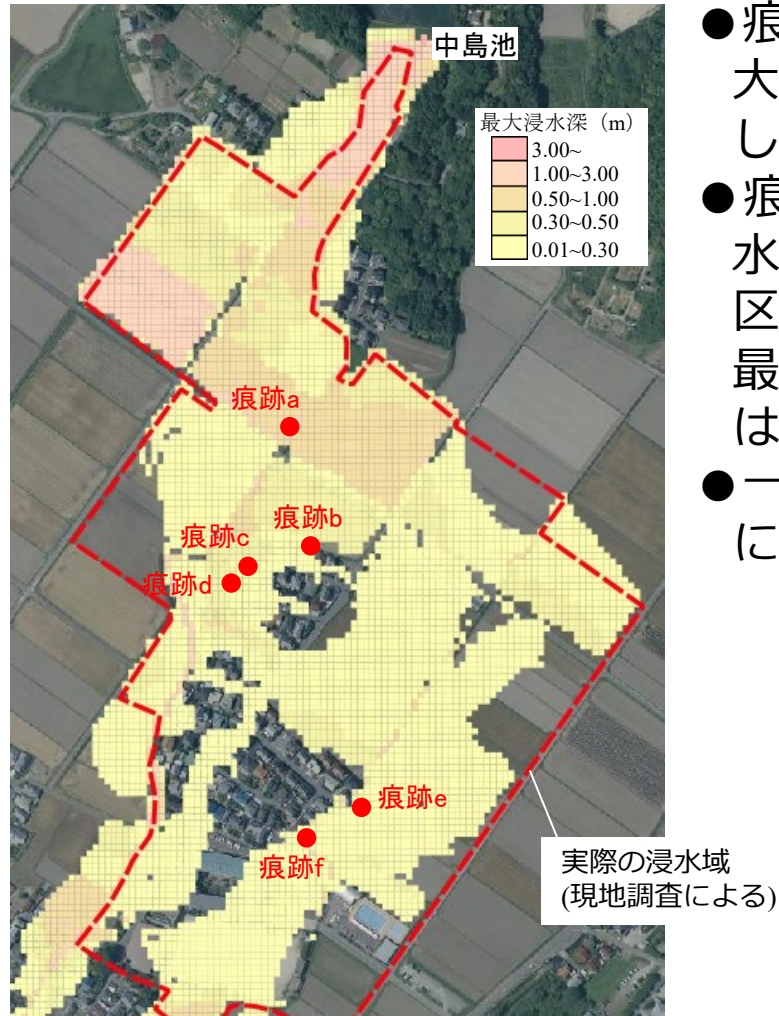 中島池
最大浸水深（m）
3.00~
1.00~3.00
0.50~1.00
0.30~0.50
0.01~0.30
痕跡a
痕跡b
痕跡c
痕跡d
痕跡e
痕跡f
実際の浸水域
(現地調査による)
●痕
大
し
●痕
水
区
最
は
●一
に